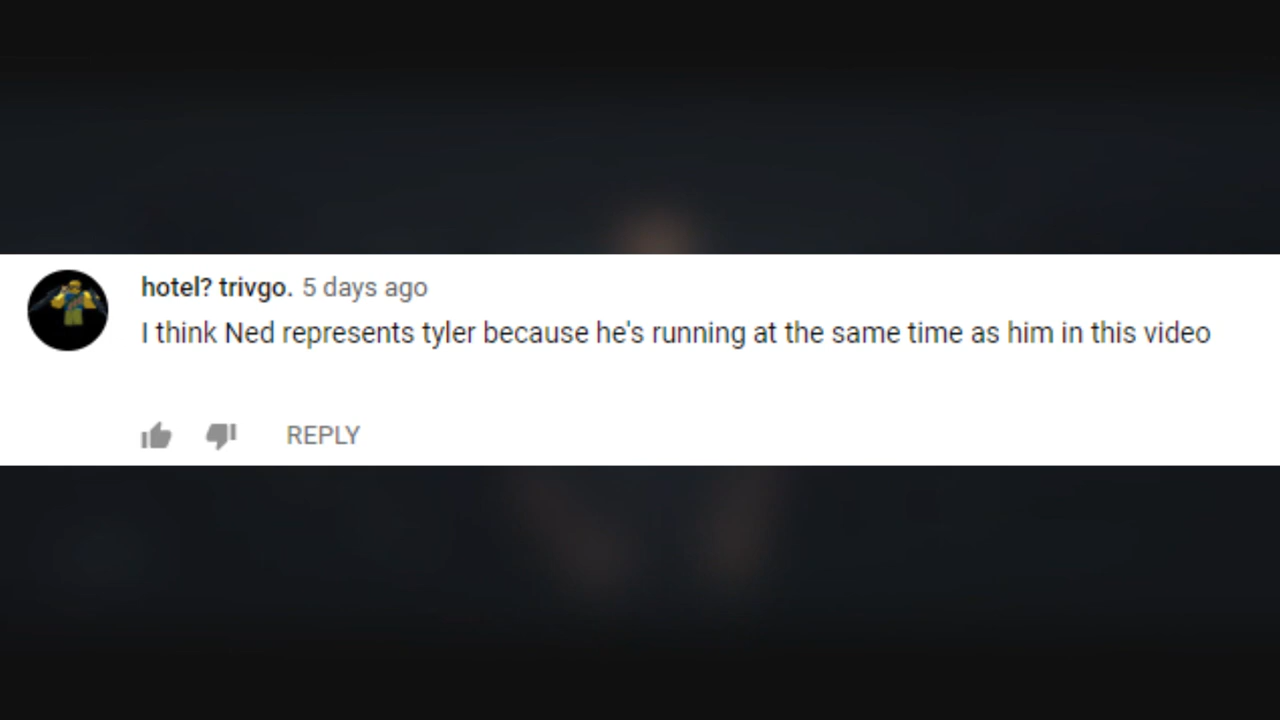 hotel? trivgo. 5 days ago
I think Ned represents tyler because he's running at the same time as him in this video
REPLY